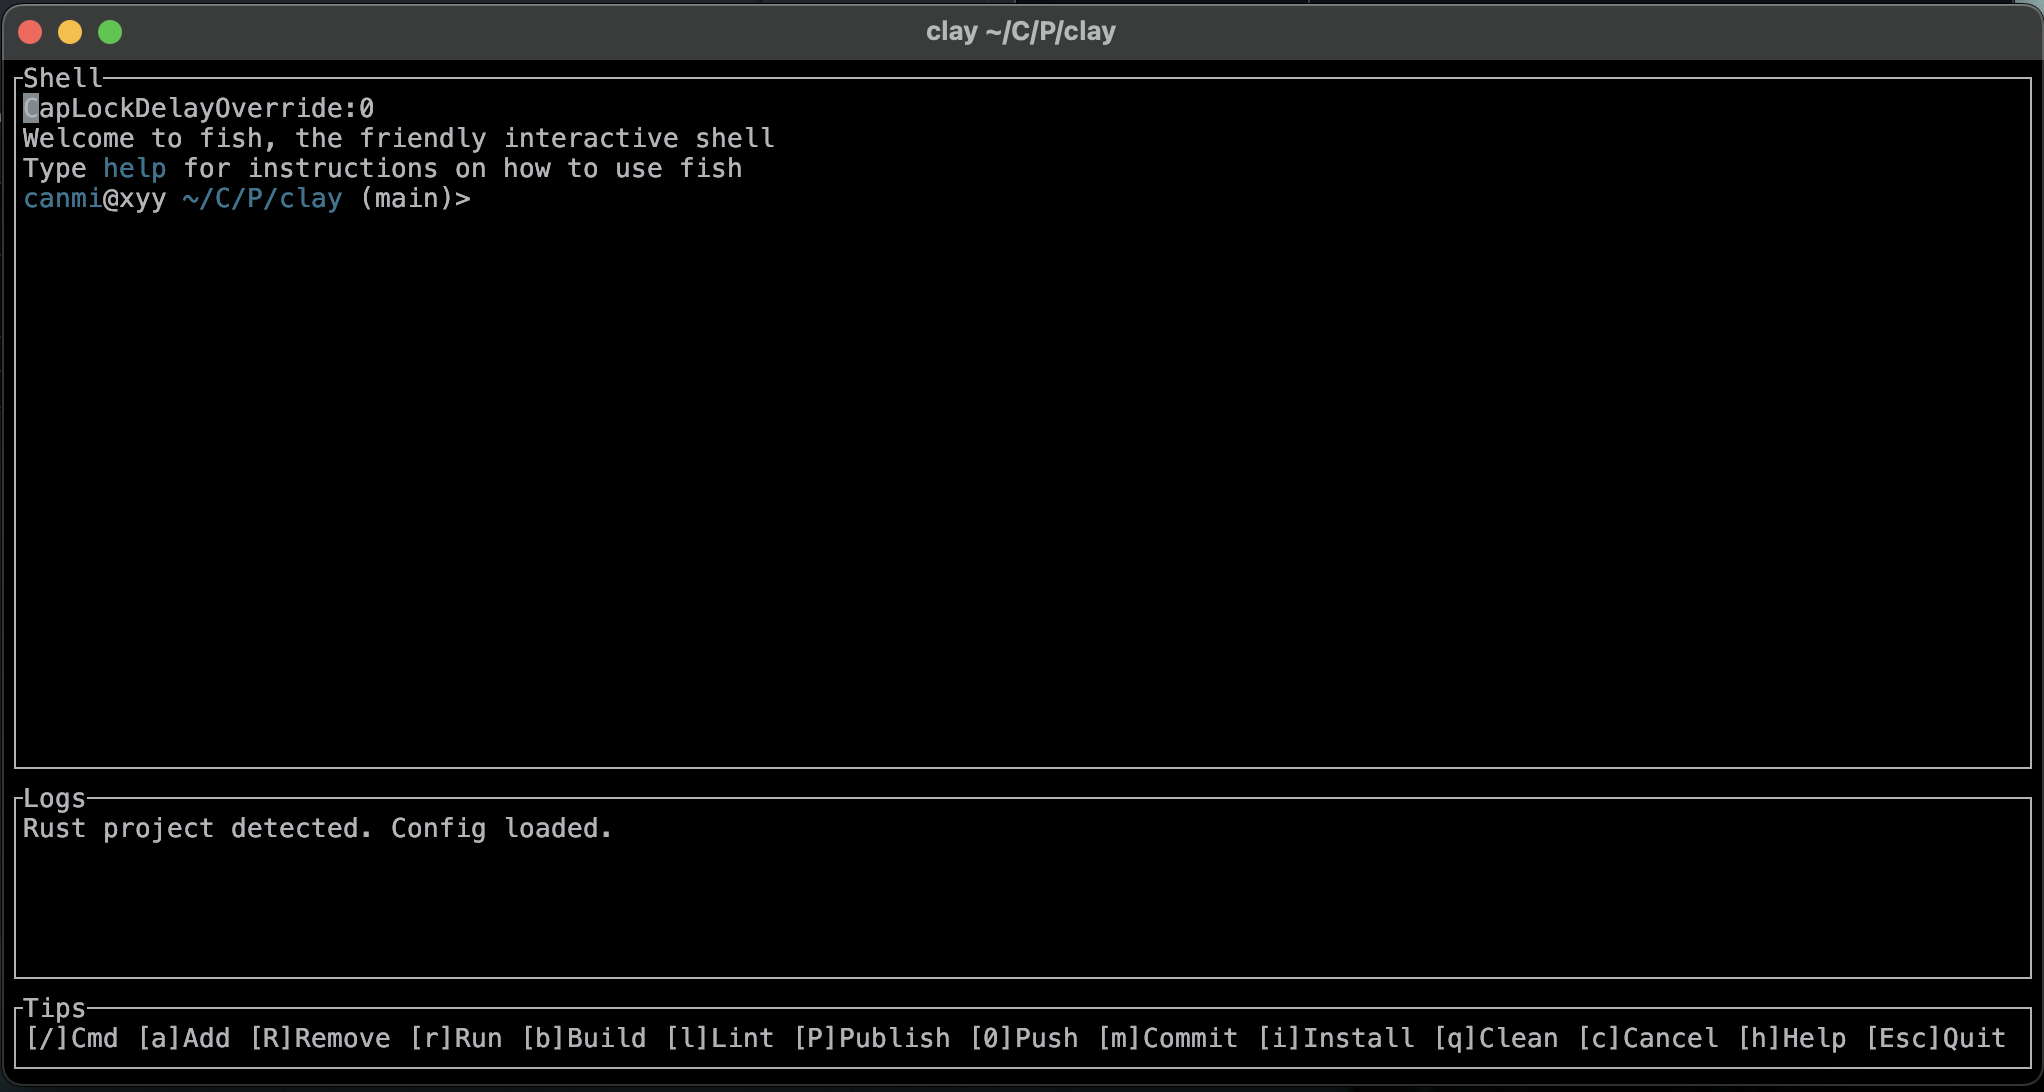 clay ~/C/P/clay
Shell
CapLockDelayOverride:0
Welcome to fish, the friendly interactive shell
Type help for instructions on how to use fish
canmi@xyy ~/C/P/clay (main)>
Logs
Rust project detected. Config loaded.
Tips
[/]Cmd [a]Add [R]Remove [r]Run [b]Build [l]Lint [P]Publish [0]Push [m]Commit [i]Install [q]Clean [c]Cancel [h]Help [Esc]Quit